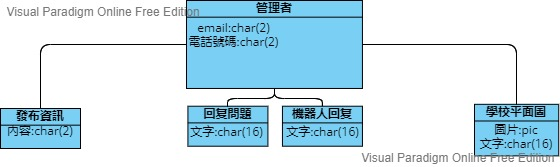 Visual Paradigm Online Free Edition
管理者
email:char(2)
電話號碼:char(2)
發布資訊
內容:char(2)
回复問題
文字:char(16)
機器人回复
文字:char(16)
學校平面圖
圖片:pic
文字:char(16)
Visual Paradigm Online Free Edition